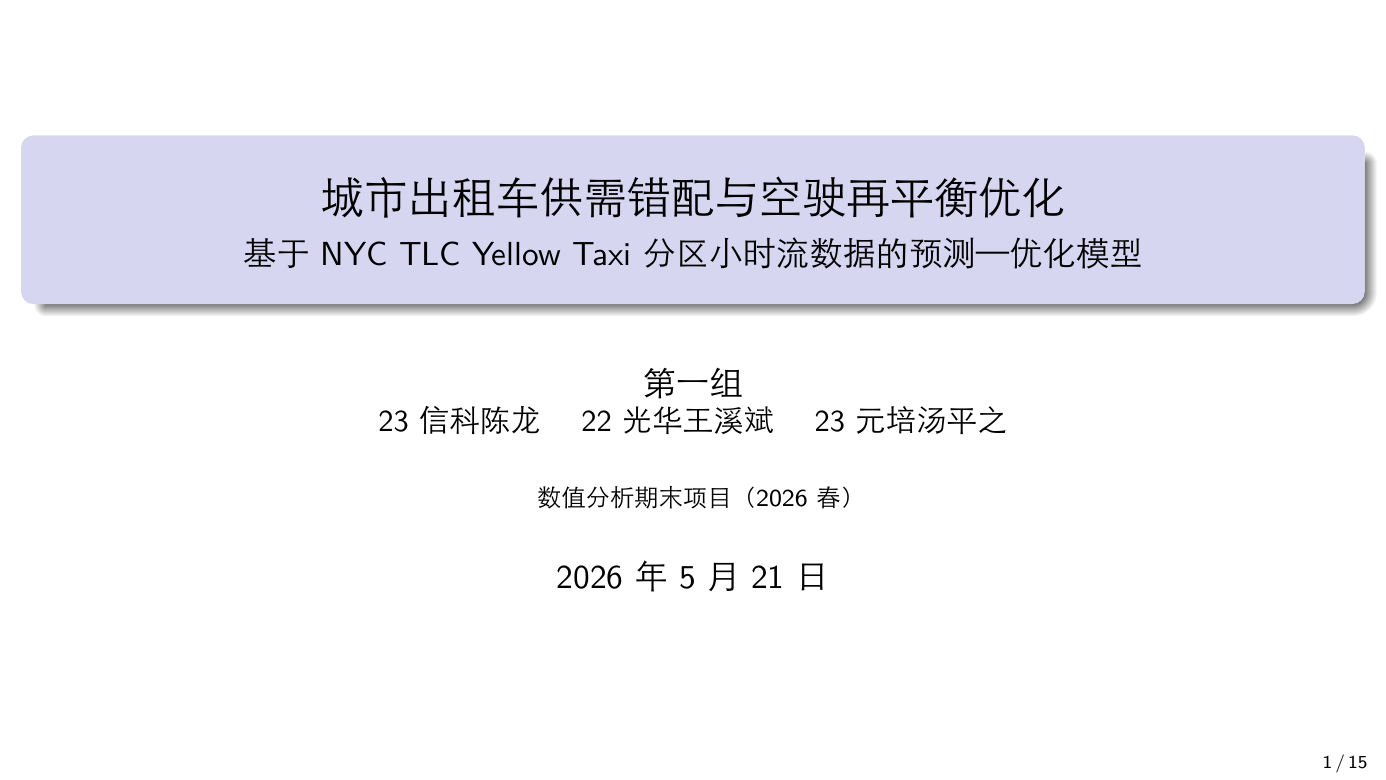 城市出租车供需错配与空驶再平衡优化
基于 NYC TLC Yellow Taxi 分区小时流数据的预测—优化模型
第一组
23 信科陈龙 22 光华王溪斌 23 元培汤平之
数值分析期末项目（2026 春）
2026 年 5 月 21 日
1 / 15